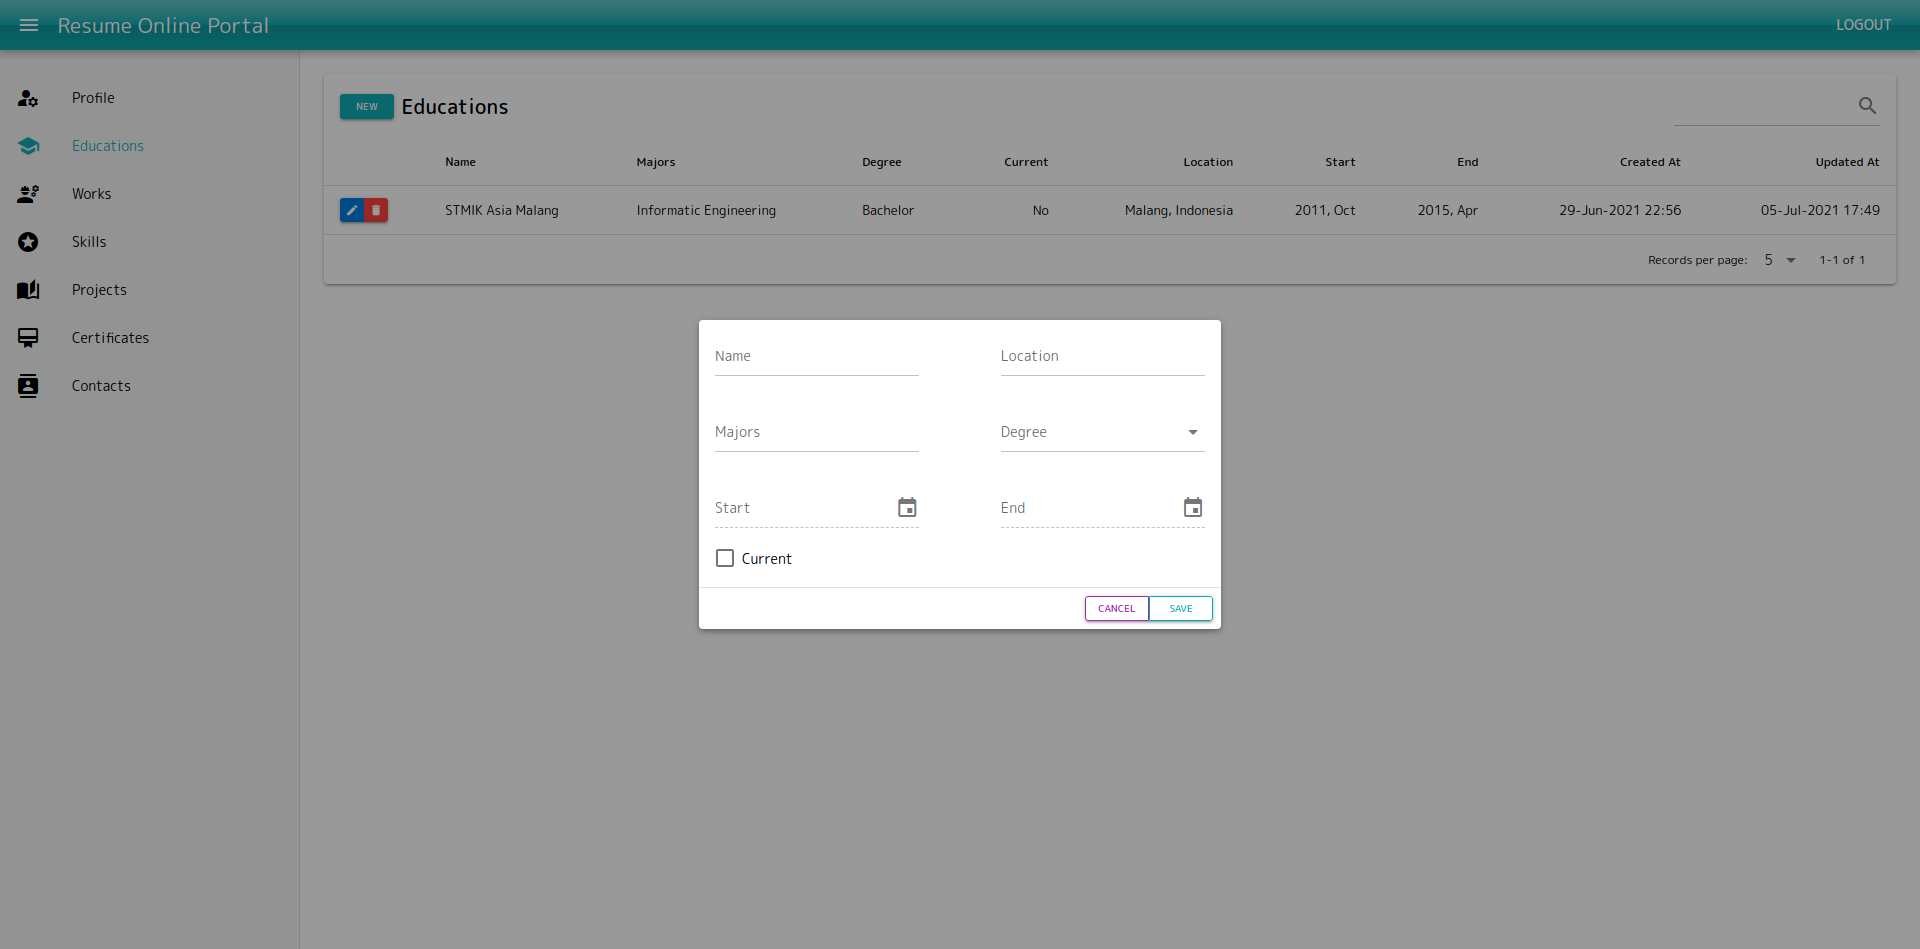 Resume Online Portal
LOGOUT
Profile
Educations
Works
Skills
Projects
Certificates
Contacts
NEW Educations
Name Majors Degree Current Location Start End Created At Updated At
STMIK Asia Malang Informatic Engineering Bachelor No Malang, Indonesia 2011, Oct 2015, Apr 29-Jun-2021 22:56 05-Jul-2021 17:49
Records per page: 5 1-1 of 1
Name Location
Majors Degree
Start End
Current
CANCEL SAVE